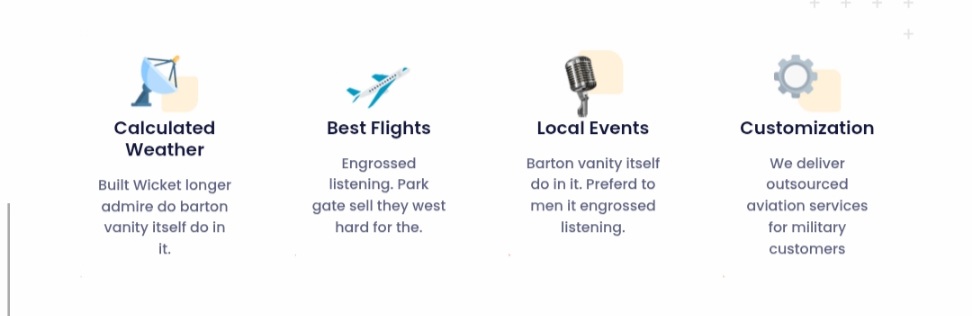 Calculated
Weather
Built Wicket longer
admire do barton
vanity itself do in
it.
Best Flights
Engrossed
listening. Park
gate sell they west
hard for the.
Local Events
Barton vanity itself
do in it. Preferd to
men it engrossed
listening.
Customization
We deliver
outsourced
aviation services
for military
customers